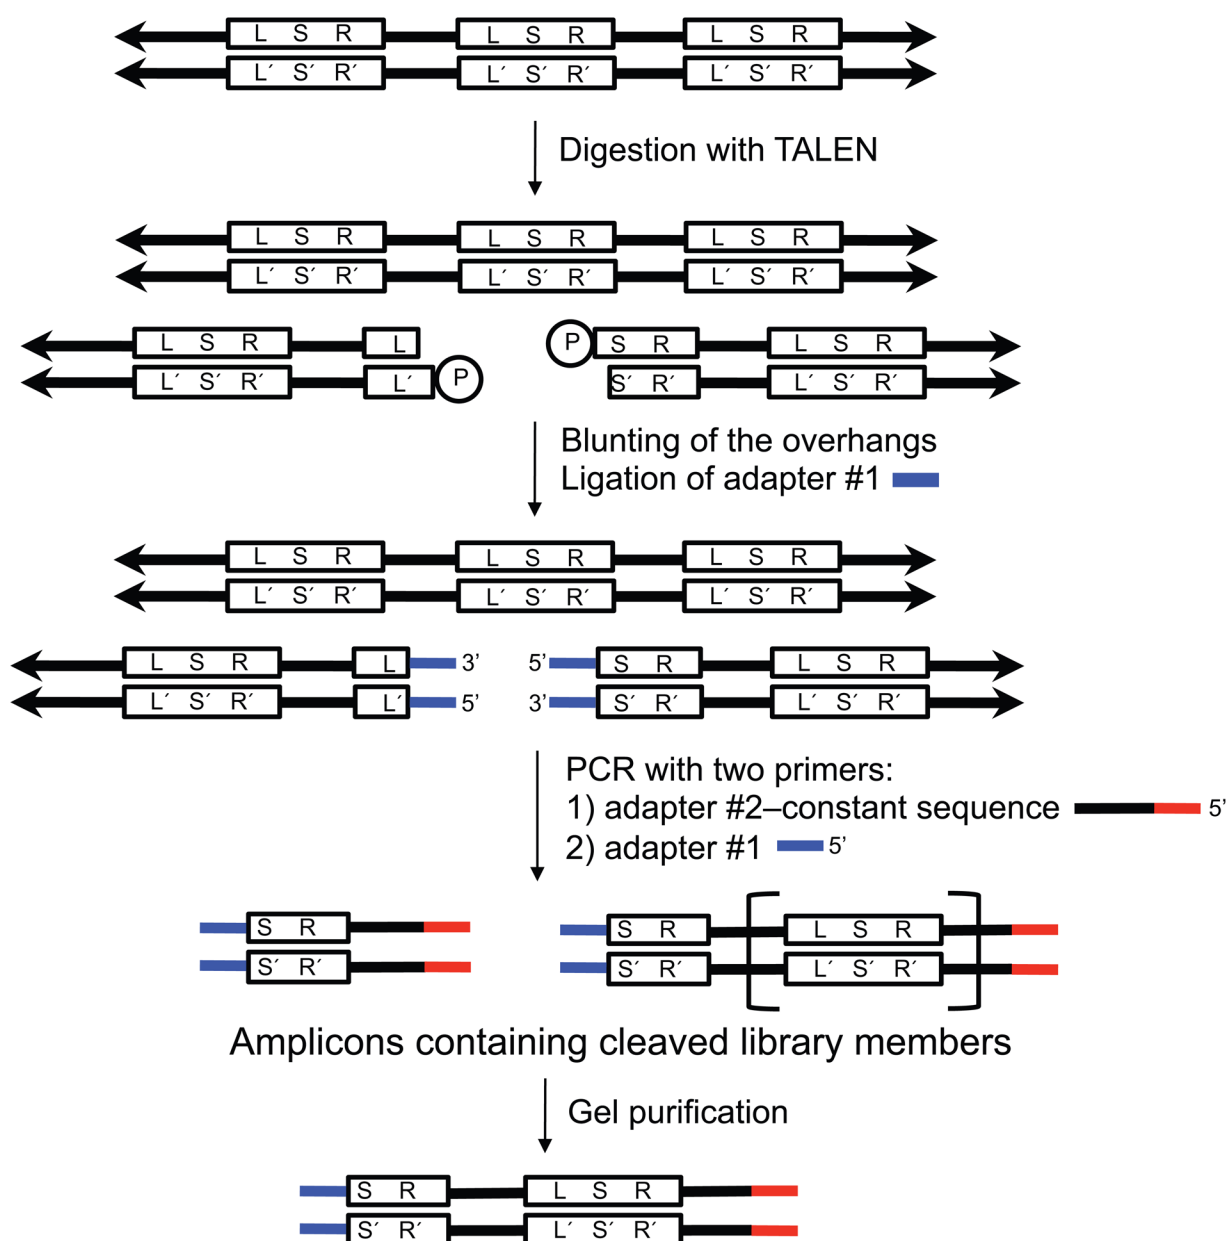 L S R L S R L S R
L′ S′ R′ L′ S′ R′ L′ S′ R′
Digestion with TALEN
L S R L S R L S R
L′ S′ R′ L′ S′ R′ L′ S′ R′
L S R L P S R L S R
L′ S′ R′ L′ P S′ R′ L′ S′ R′
Blunting of the overhangs
Ligation of adapter #1
L S R L S R L S R
L′ S′ R′ L′ S′ R′ L′ S′ R′
L S R L 3’ 5’ S R L S R
L′ S′ R′ L′ 5’ 3’ S′ R′ L′ S′ R′
PCR with two primers:
1) adapter #2–constant sequence 5’
2) adapter #1 5’
S R S R L S R
S′ R′ S′ R′ L′ S′ R′
Amplicons containing cleaved library members
Gel purification
S R L S R
S′ R′ L′ S′ R′